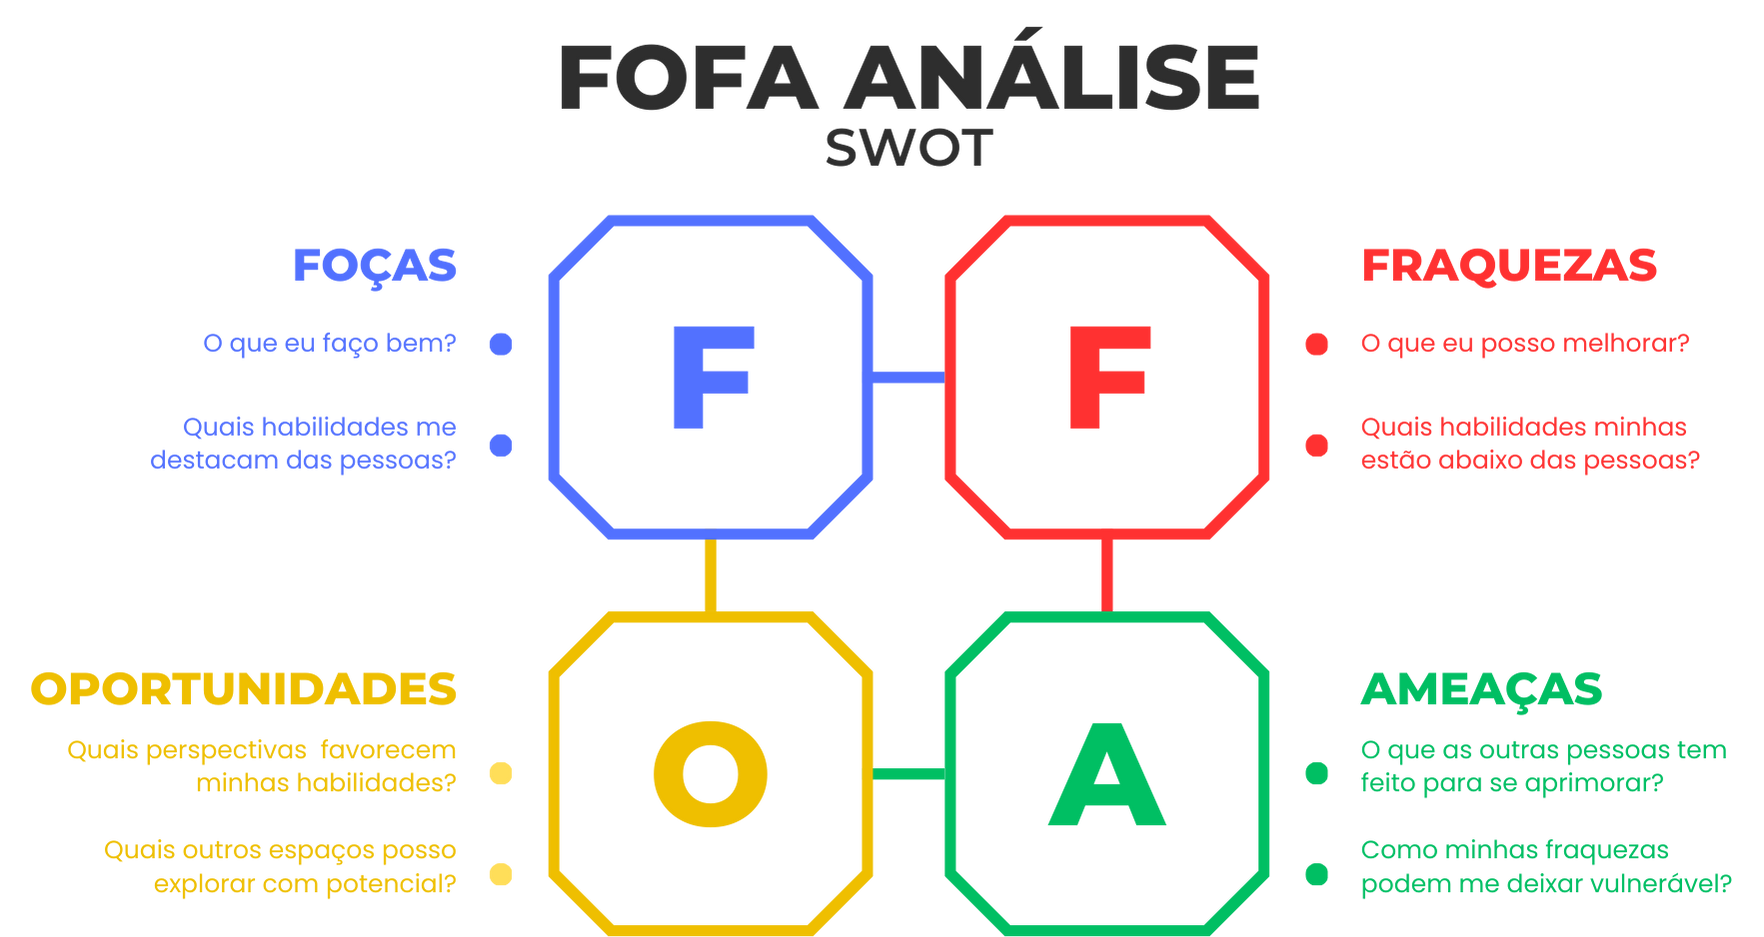 FOFA ANÁLISE
SWOT
FOÇAS
O que eu faço bem?
Quais habilidades me
destacam das pessoas?
F
F
FRAQUEZAS
O que eu posso melhorar?
Quais habilidades minhas
estão abaixo das pessoas?
OPORTUNIDADES
Quais perspectivas favorecem
minhas habilidades?
Quais outros espaços posso
explorar com potencial?
O
A
AMEAÇAS
O que as outras pessoas tem
feito para se aprimorar?
Como minhas fraquezas
podem me deixar vulnerável?